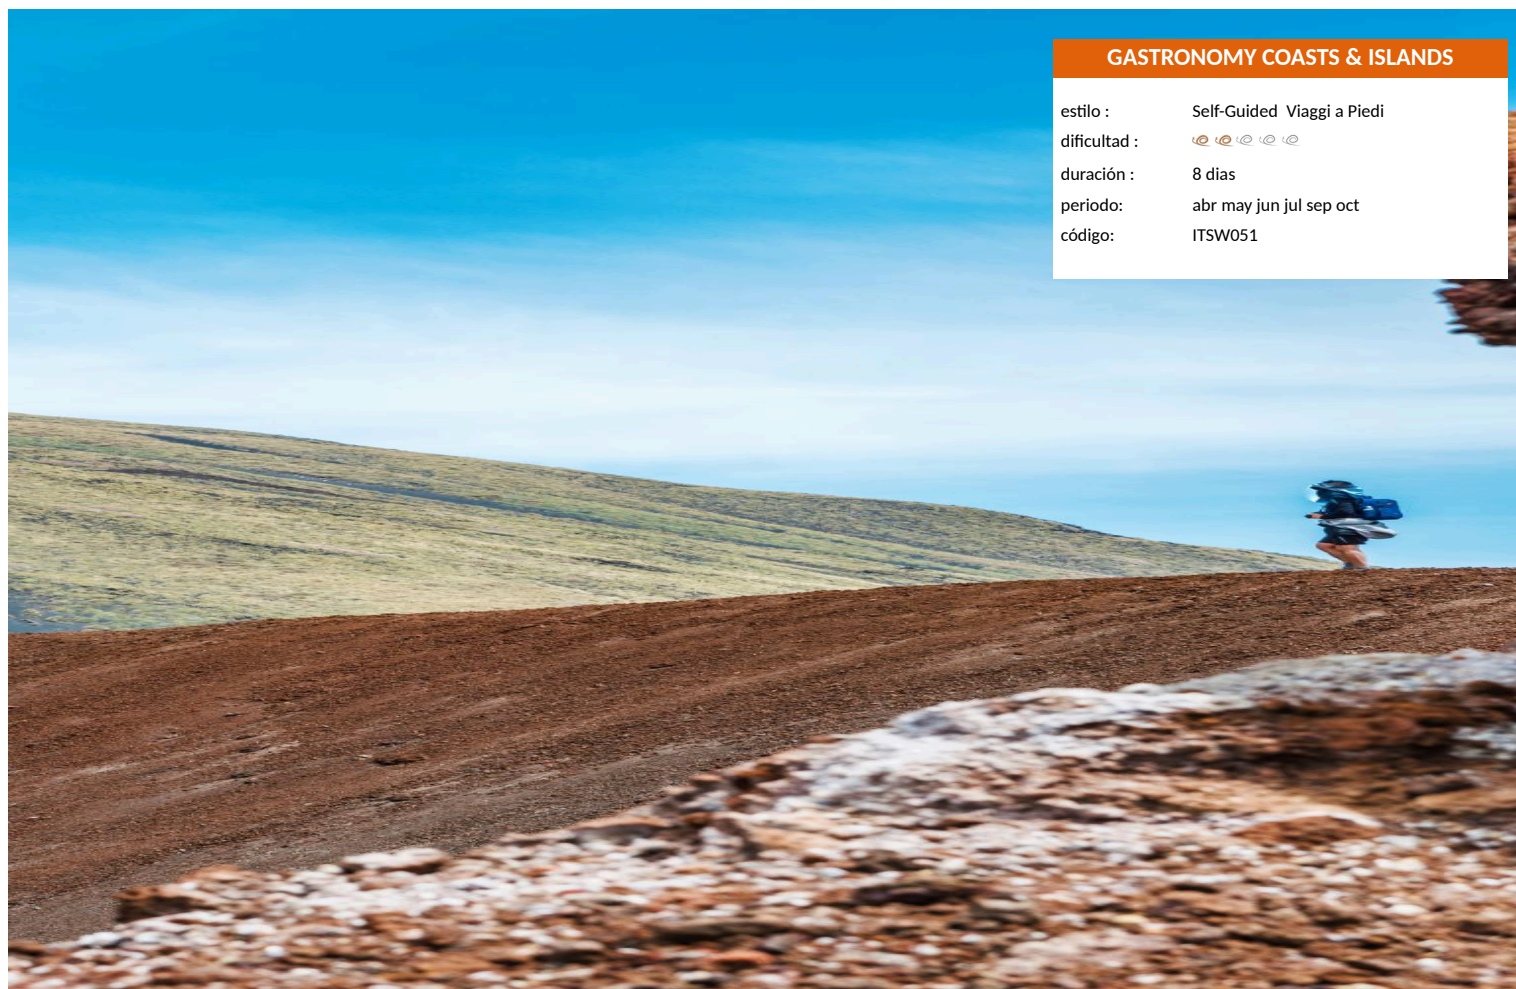 GASTRONOMY COASTS & ISLANDS
estilo : Self-Guided Viaggi a Piedi
dificultad :
duración : 8 dias
periodo: abr may jun jul sep oct
código: ITSW051